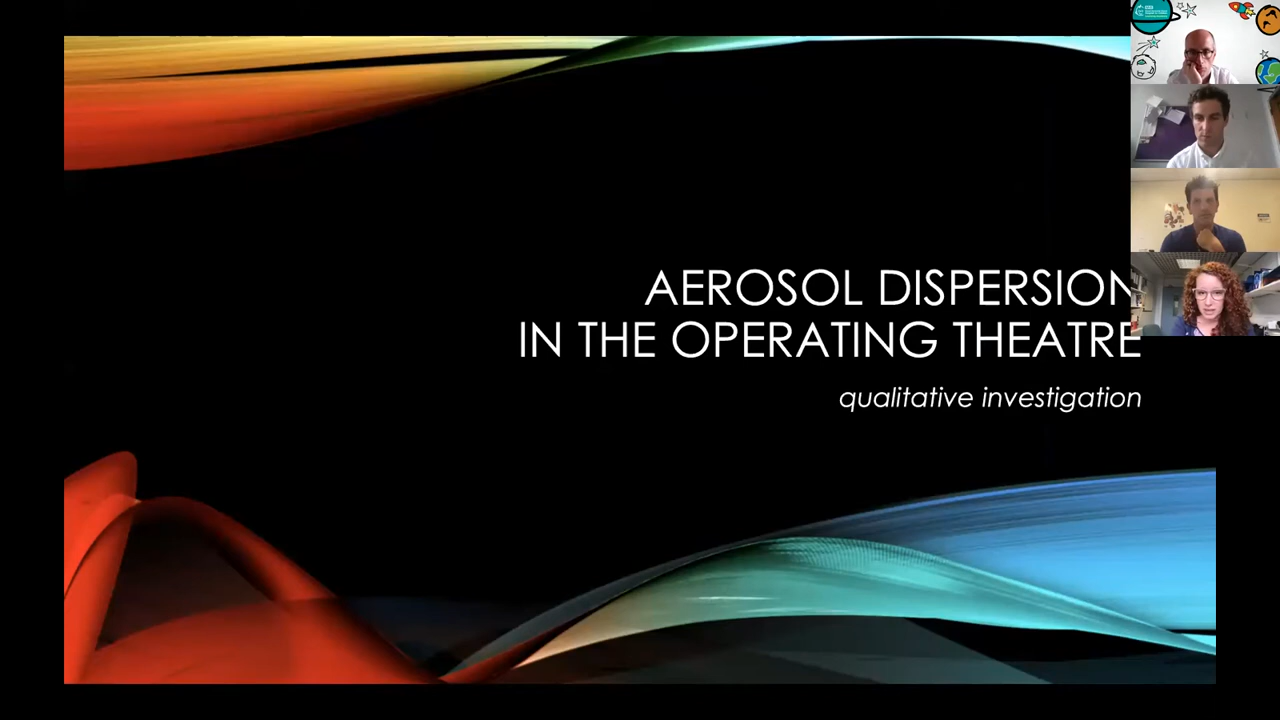 AEROSOL DISPERSION
IN THE OPERATING THEATRE
qualitative investigation